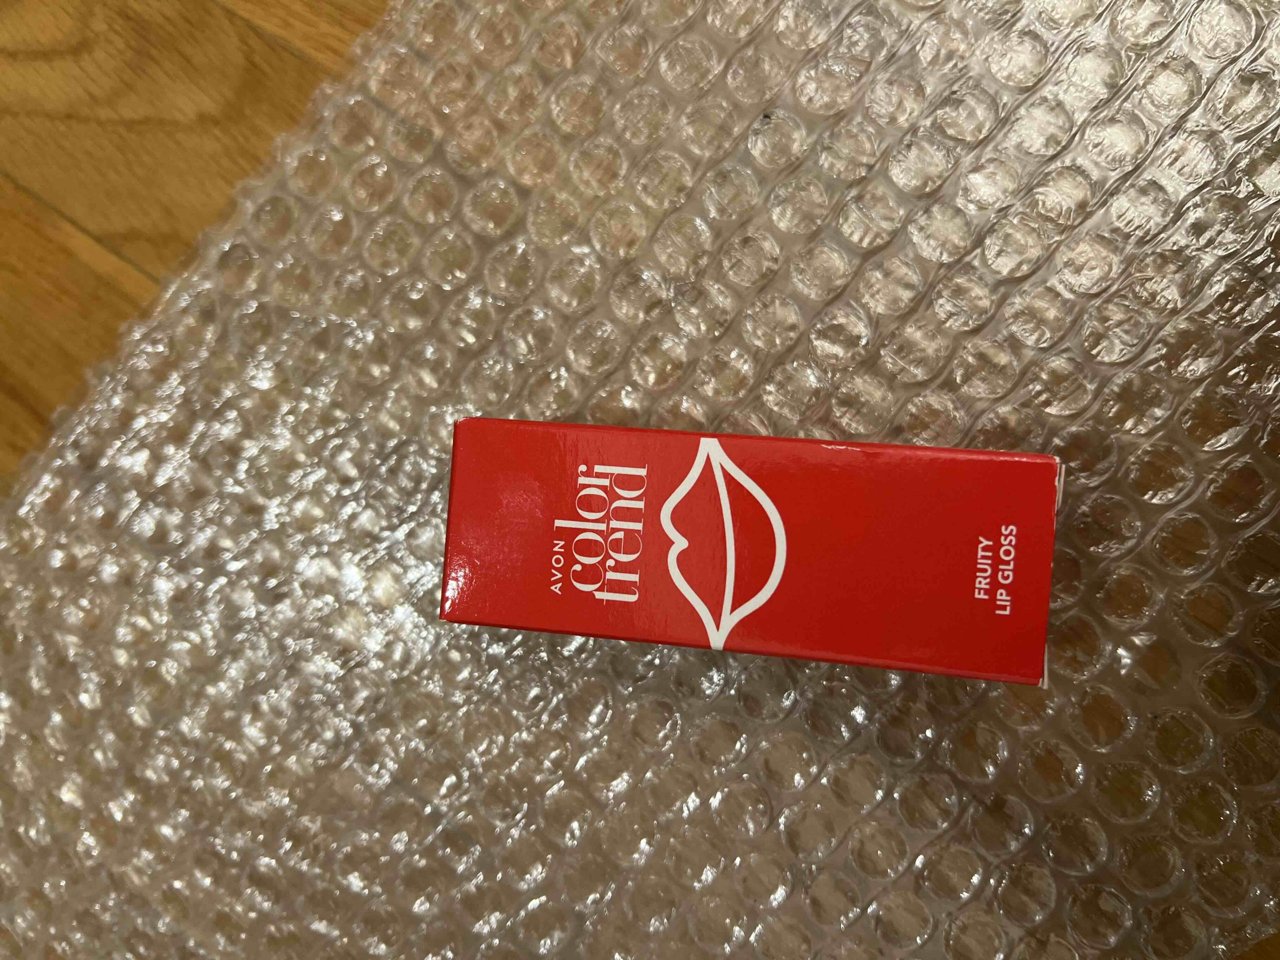 AVON
color
trend
FRUITY
LIP GLOSS